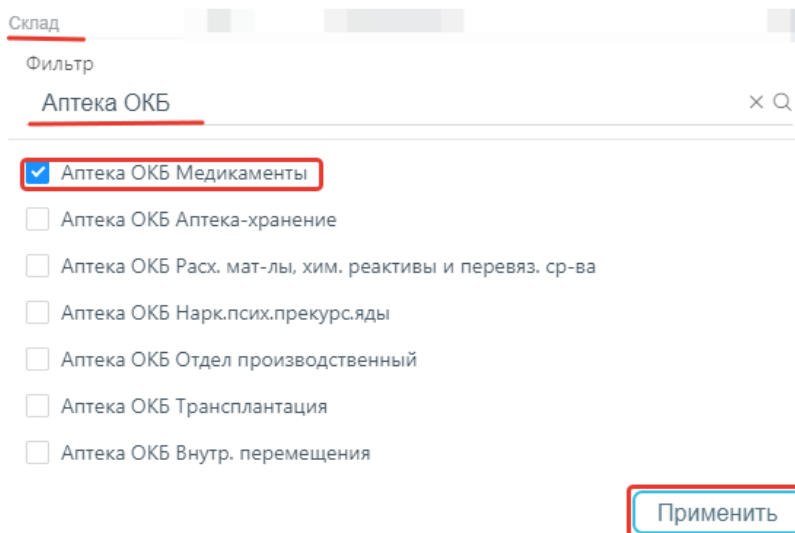 Склад
Фильтр
Аптека ОКБ
Аптека ОКБ Медикаменты
Аптека ОКБ Аптека-хранение
Аптека ОКБ Расх. мат-лы, хим. реактивы и перевяз. ср-ва
Аптека ОКБ Нарк.псих.прекурс.яды
Аптека ОКБ Отдел производственный
Аптека ОКБ Трансплантация
Аптека ОКБ Внутр. перемещения
Применить